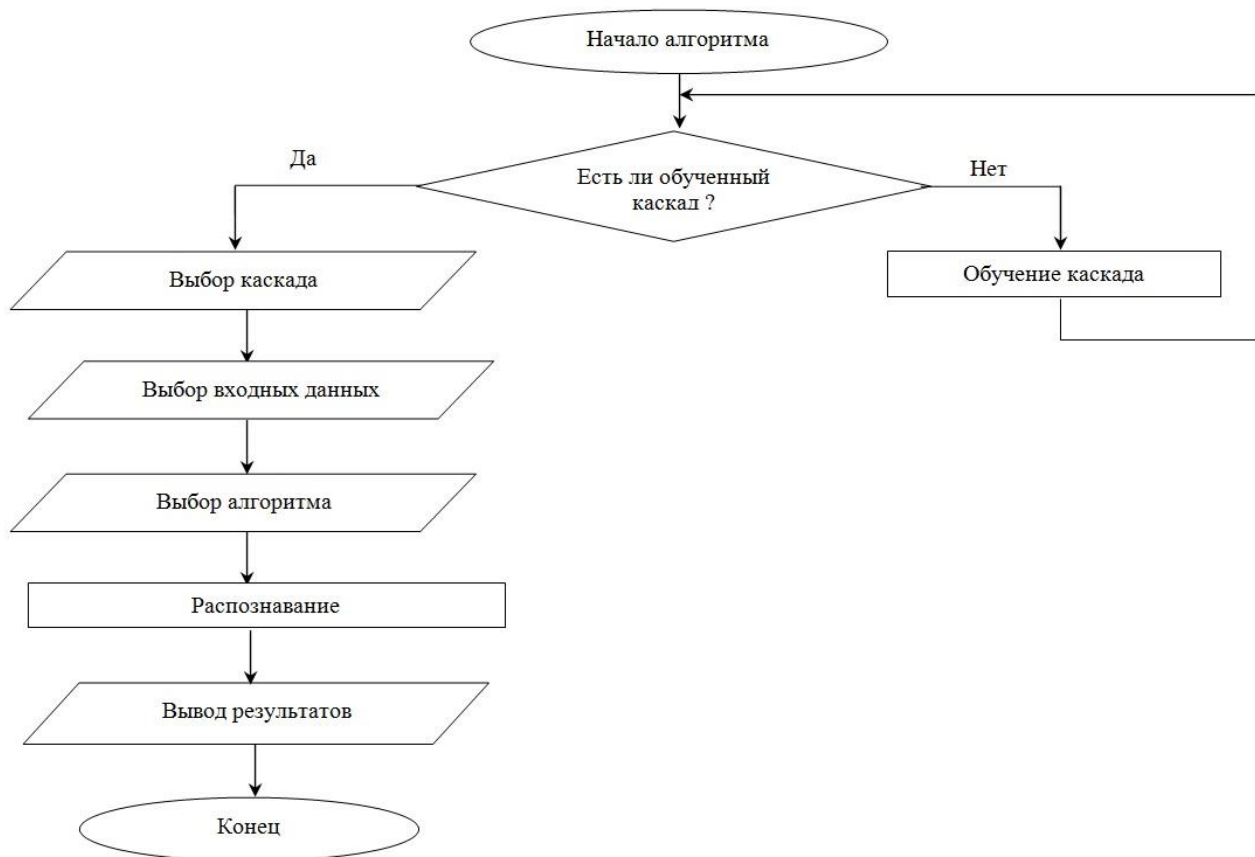 Начало алгоритма
Да
Есть ли обученный
каскад ?
Нет
Выбор каскада
Обучение каскада
Выбор входных данных
Выбор алгоритма
Распознавание
Вывод результатов
Конец